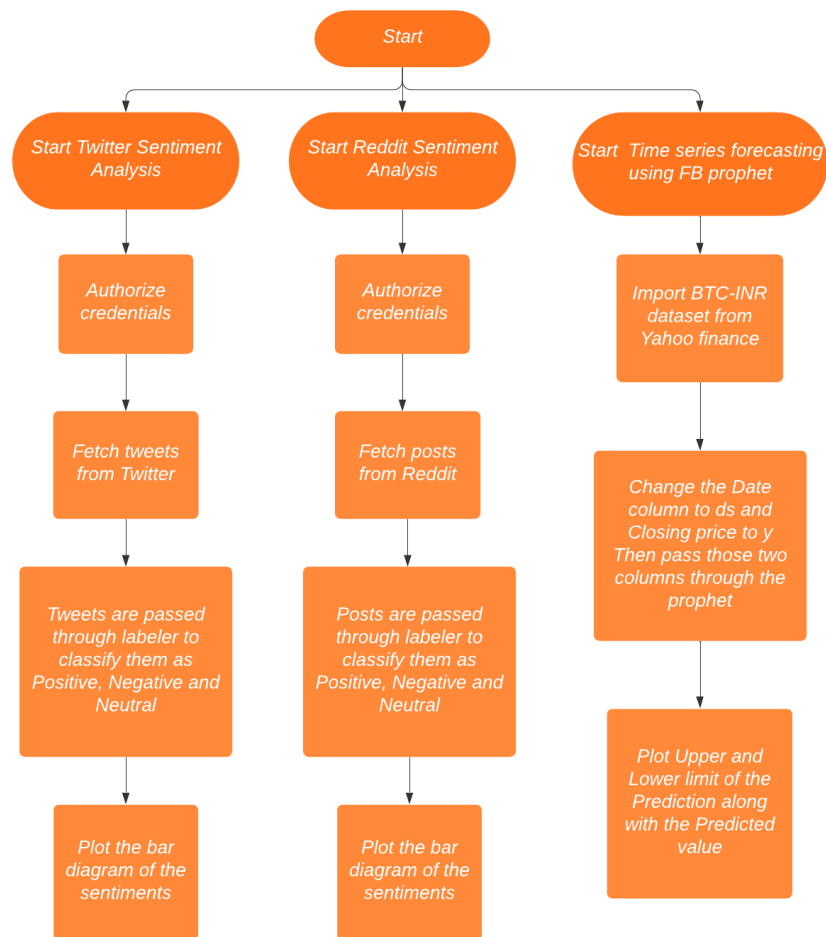 Start
Start Twitter Sentiment
Analysis
Start Reddit Sentiment
Analysis
Start  Time series forecasting
using FB prophet
Authorize
credentials
Authorize
credentials
Import BTC-INR
dataset from
Yahoo finance
Fetch tweets
from Twitter
Fetch posts
from Reddit
Change the Date
column to ds and
Closing price to y
Then pass those two
columns through the
prophet
Tweets are passed
through labeler to
classify them as
Positive, Negative and
Neutral
Posts are passed
through labeler to
classify them as
Positive, Negative and
Neutral
Plot Upper and
Lower limit of the
Prediction along
with the Predicted
value
Plot the bar
diagram of the
sentiments
Plot the bar
diagram of the
sentiments